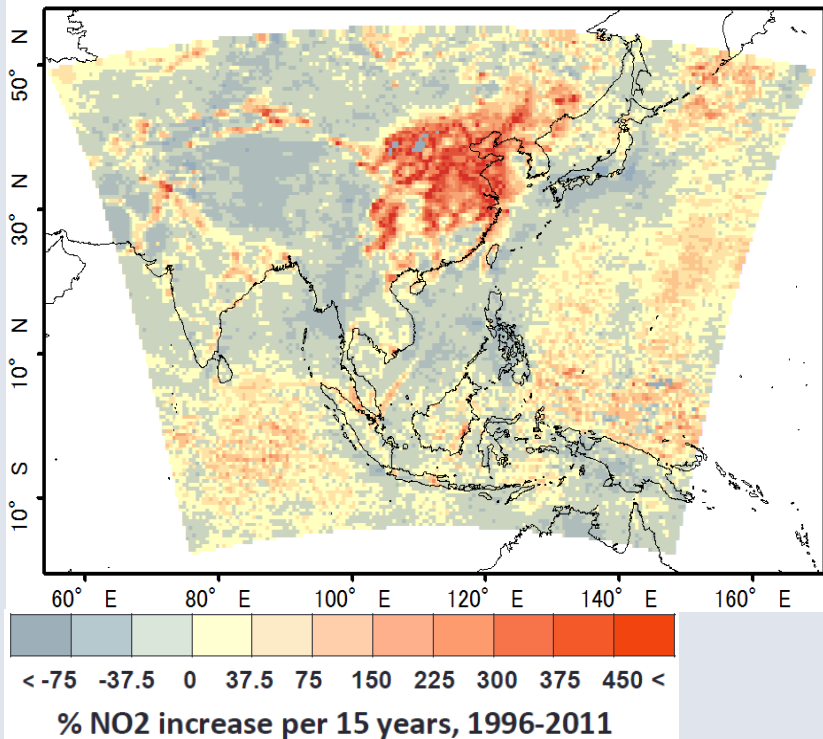 50° N
30° N
10° N
10° S
60° E 80° E 100° E 120° E 140° E 160° E
< -75 -37.5 0 37.5 75 150 225 300 375 450 <
% NO2 increase per 15 years, 1996-2011